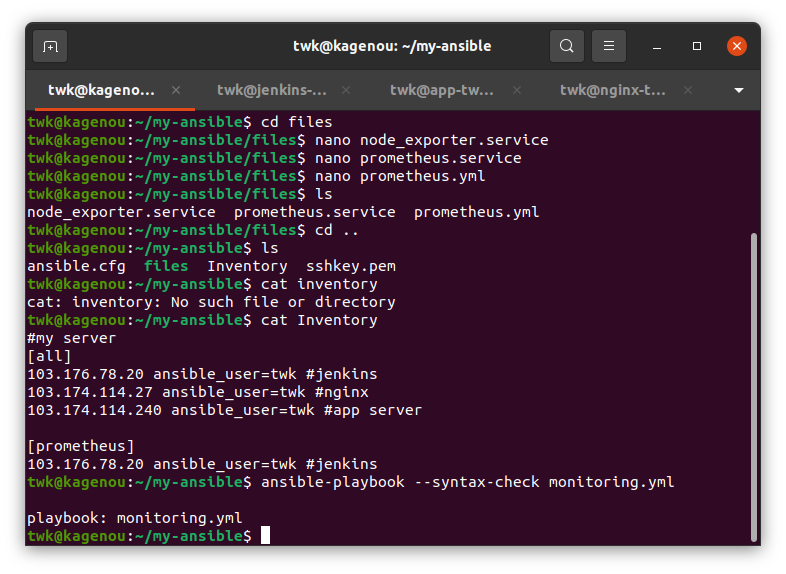 twk@kagenou: ~/my-ansible
twk@kageno...
twk@jenkins-...
twk@app-tw...
twk@nginx-t...
twk@kagenou:~/my-ansible$ cd files
twk@kagenou:~/my-ansible/files$ nano node_exporter.service
twk@kagenou:~/my-ansible/files$ nano prometheus.service
twk@kagenou:~/my-ansible/files$ nano prometheus.yml
twk@kagenou:~/my-ansible/files$ ls
node_exporter.service  prometheus.service  prometheus.yml
twk@kagenou:~/my-ansible/files$ cd ..
twk@kagenou:~/my-ansible$ ls
ansible.cfg  files  Inventory  sshkey.pem
twk@kagenou:~/my-ansible$ cat inventory
cat: inventory: No such file or directory
twk@kagenou:~/my-ansible$ cat Inventory
#my server
[all]
103.176.78.20 ansible_user=twk #jenkins
103.174.114.27 ansible_user=twk #nginx
103.174.114.240 ansible_user=twk #app server
[prometheus]
103.176.78.20 ansible_user=twk #jenkins
twk@kagenou:~/my-ansible$ ansible-playbook --syntax-check monitoring.yml
playbook: monitoring.yml
twk@kagenou:~/my-ansible$